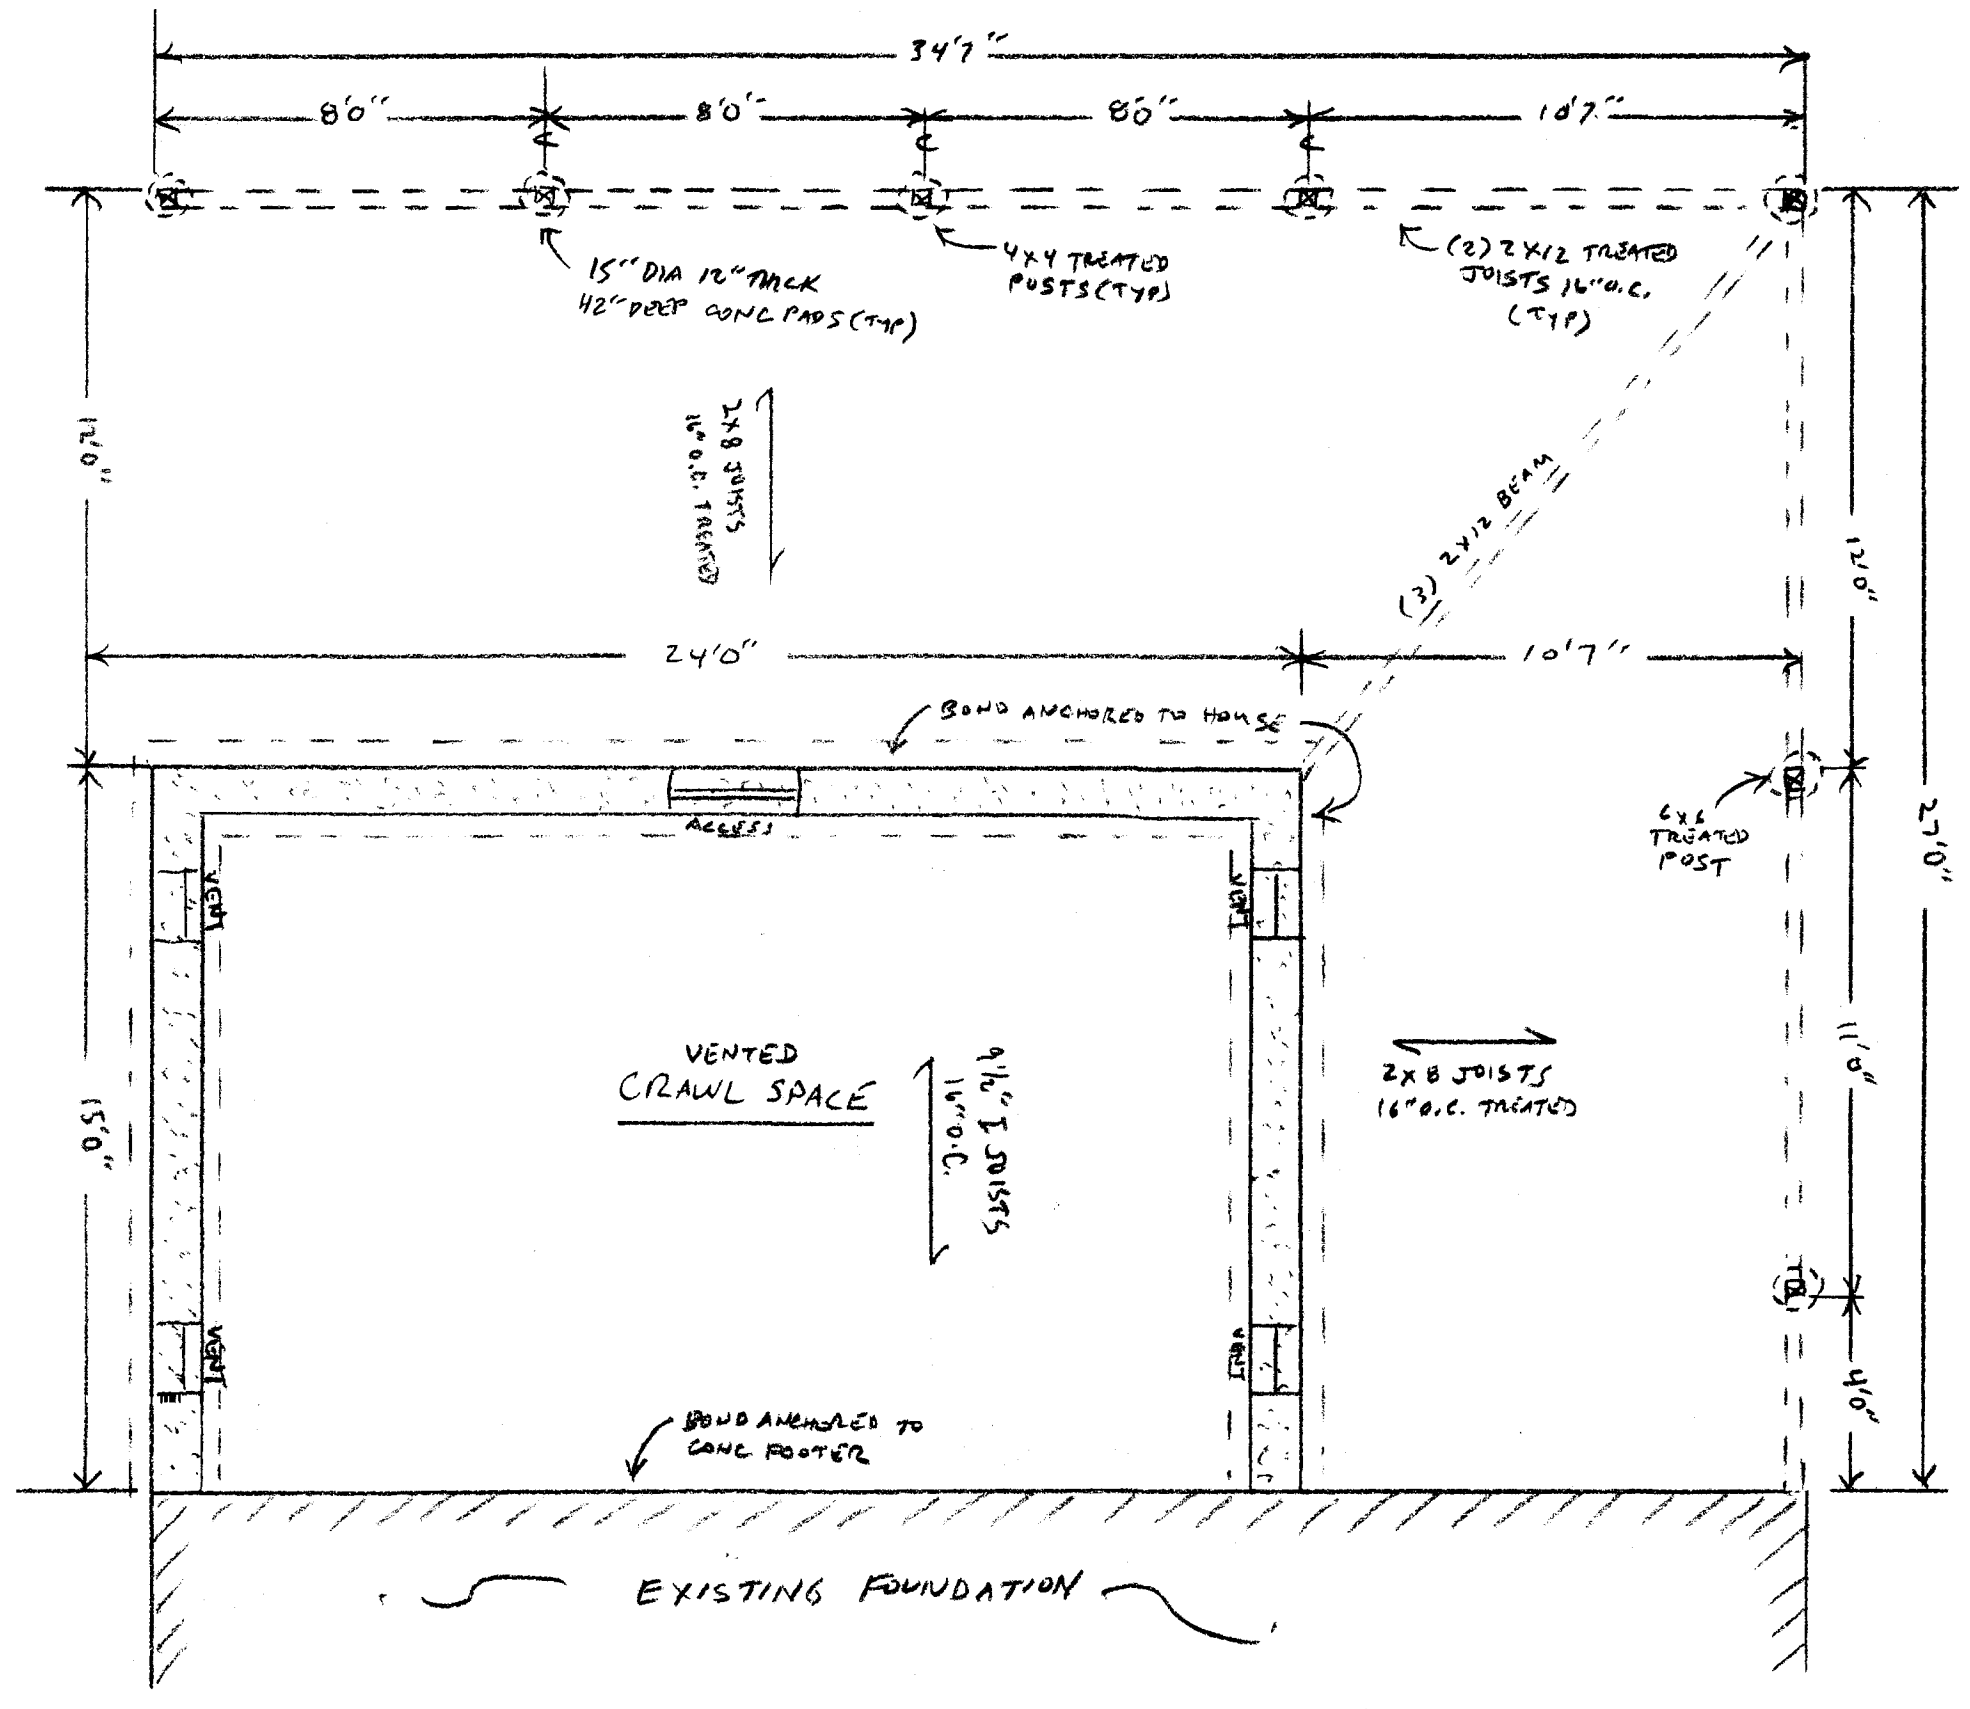 34'7"
8'0"
8'0"
8'0"
10'7"
15" DIA 12" THICK
42" DEEP CONC PADS (TYP)
4X4 TREATED
POSTS (TYP)
(2) 2X12 TREATED
JOISTS 16" O.C.
(TYP)
12'0"
2X8 JOISTS
16" O.C. TREATED
(3) 2X12 BEAM
12'0"
24'0"
10'7"
BOND ANCHORED TO HOUSE
ACCESS
6X6
TREATED
POST
27'0"
VENT
VENT
VENTED
CRAWL SPACE
9 1/2" I JOISTS
16" O.C.
2X8 JOISTS
16" O.C. TREATED
11'0"
15'0"
VENT
VENT
4'0"
BOND ANCHORED TO
CONC FOOTER
EXISTING FOUNDATION